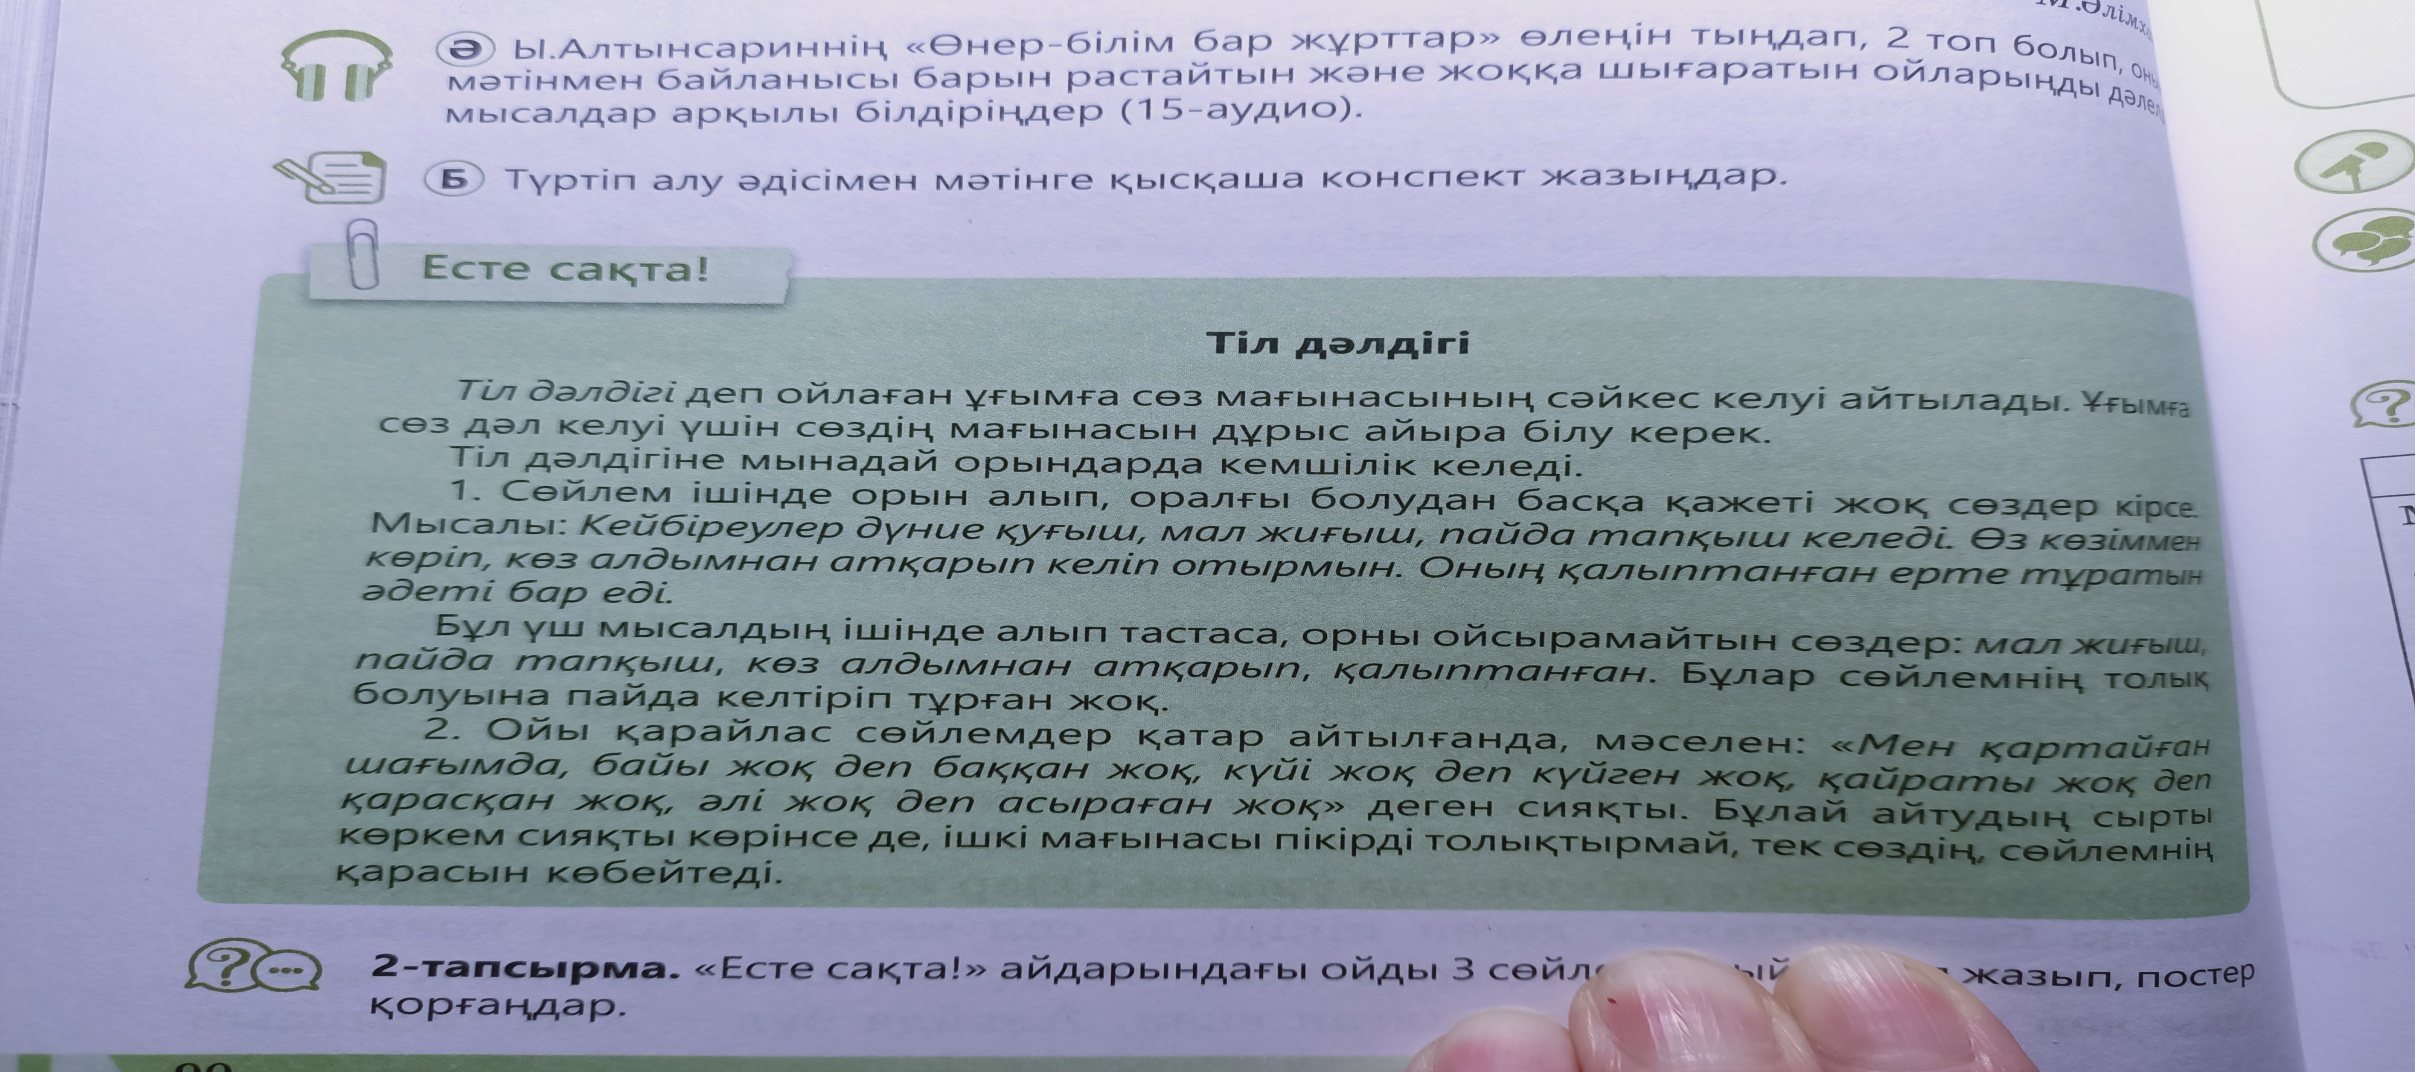 М.Әлімх
Ә Ы.Алтынсариннің «Өнер-білім бар жұрттар» өлеңін тыңдап, 2 топ болып, оны
мәтінмен байланысы барын растайтын және жоққа шығаратын ойларыңды дәлел
мысалдар арқылы білдіріңдер (15-аудио).
Б Түртіп алу әдісімен мәтінге қысқаша конспект жазыңдар.
Есте сақта!
Тіл дәлдігі
Тіл дәлдігі деп ойлаған ұғымға сөз мағынасының сәйкес келуі айтылады. Ұғымға
сөз дәл келуі үшін сөздің мағынасын дұрыс айыра білу керек.
Тіл дәлдігіне мынадай орындарда кемшілік келеді.
1. Сөйлем ішінде орын алып, оралғы болудан басқа қажеті жоқ сөздер кірсе.
Мысалы: Кейбіреулер дүние қуғыш, мал жиғыш, пайда тапқыш келеді. Өз көзіммен
көріп, көз алдымнан атқарып келіп отырмын. Оның қалыптанған ерте тұратын
әдеті бар еді.
Бұл үш мысалдың ішінде алып тастаса, орны ойсырамайтын сөздер: мал жиғыш,
пайда тапқыш, көз алдымнан атқарып, қалыптанған. Бұлар сөйлемнің толық
болуына пайда келтіріп тұрған жоқ.
2. Ойы қарайлас сөйлемдер қатар айтылғанда, мәселен: «Мен қартайған
шағымда, байы жоқ деп баққан жоқ, күйі жоқ деп күйген жоқ, қайраты жоқ деп
қарасқан жоқ, әлі жоқ деп асыраған жоқ» деген сияқты. Бұлай айтудың сырты
көркем сияқты көрінсе де, ішкі мағынасы пікірді толықтырмай, тек сөздің, сөйлемнің
қарасын көбейтеді.
2-тапсырма. «Есте сақта!» айдарындағы ойды 3 сөйл жазып, постер
қорғаңдар.